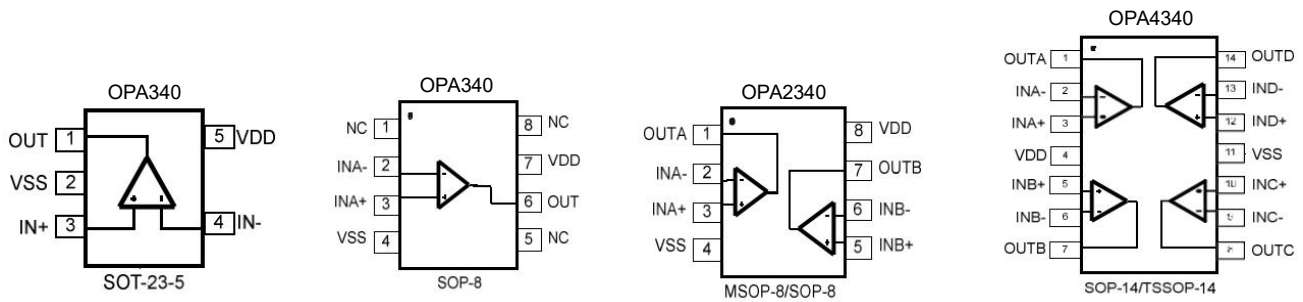 OPA340
OUT 1 5 VDD
VSS 2
IN+ 3 4 IN-
+ -
SOT-23-5
OPA340
NC 1 8 NC
INA- 2 - 7 VDD
INA+ 3 + 6 OUT
VSS 4 5 NC
SOP-8
OPA2340
OUTA 1 8 VDD
INA- 2 - 7 OUTB
INA+ 3 + - 6 INB-
VSS 4 + 5 INB+
MSOP-8/SOP-8
OPA4340
OUTA 1 14 OUTD
INA- 2 - - 13 IND-
INA+ 3 + + 12 IND+
VDD 4 11 VSS
INB+ 5 + + 10 INC+
INB- 6 - - 9 INC-
OUTB 7 8 OUTC
SOP-14/TSSOP-14